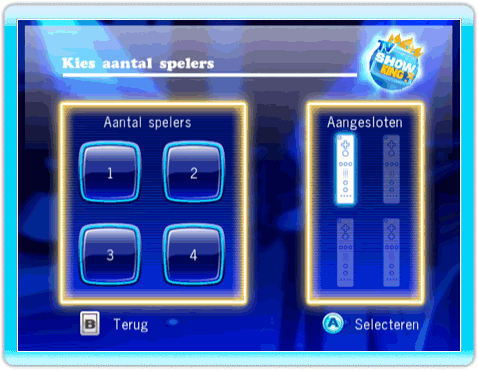 Kies aantal spelers
TV
SHOW
KING
Aantal spelers
1
2
3
4
Aangesloten
B
Terug
A
Selecteren